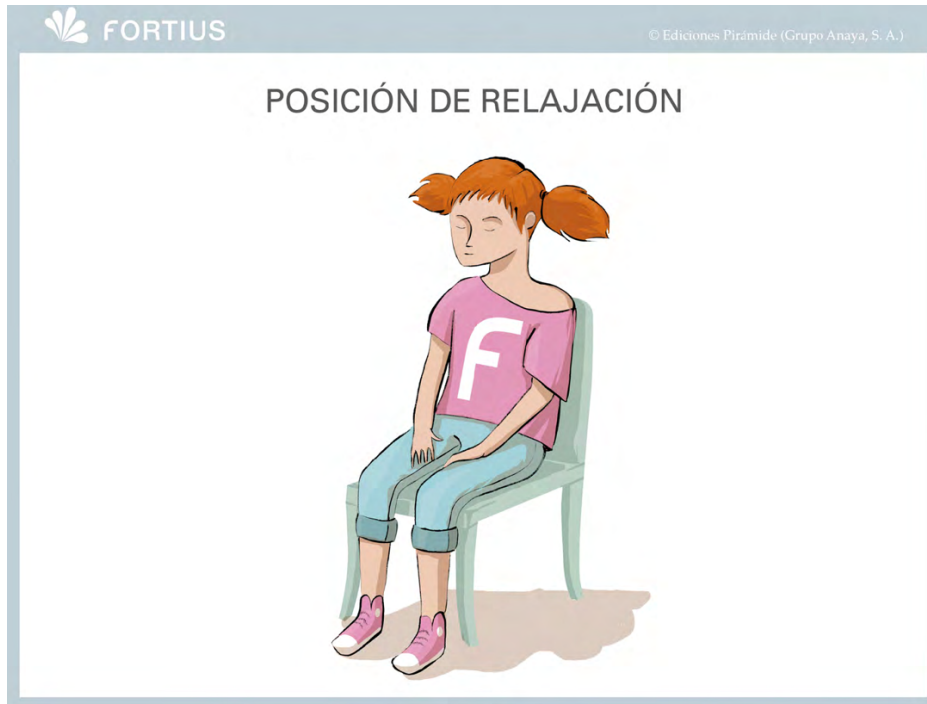 FORTIUS
© Ediciones Pirámide (Grupo Anaya, S. A.)
POSICIÓN DE RELAJACIÓN
F